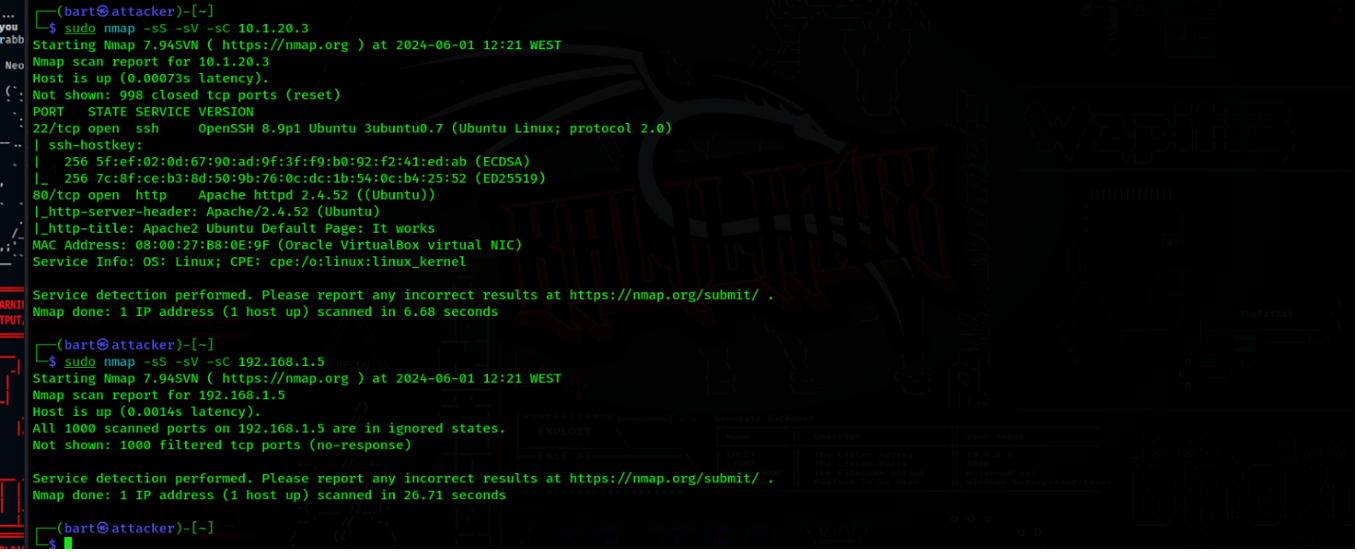 ...
you
rabb
Neo
┌──(bart㉿attacker)-[~]
└─$ sudo nmap -sS -sV -sC 10.1.20.3
Starting Nmap 7.94SVN ( https://nmap.org ) at 2024-06-01 12:21 WEST
Nmap scan report for 10.1.20.3
Host is up (0.00073s latency).
Not shown: 998 closed tcp ports (reset)
PORT   STATE SERVICE VERSION
22/tcp open  ssh     OpenSSH 8.9p1 Ubuntu 3ubuntu0.7 (Ubuntu Linux; protocol 2.0)
| ssh-hostkey:
|   256 5f:ef:02:0d:67:90:ad:9f:3f:f9:b0:92:f2:41:ed:ab (ECDSA)
|_  256 7c:8f:ce:b3:8d:50:9b:76:0c:dc:1b:54:0c:b4:25:52 (ED25519)
80/tcp open  http    Apache httpd 2.4.52 ((Ubuntu))
|_http-server-header: Apache/2.4.52 (Ubuntu)
|_http-title: Apache2 Ubuntu Default Page: It works
MAC Address: 08:00:27:B8:0E:9F (Oracle VirtualBox virtual NIC)
Service Info: OS: Linux; CPE: cpe:/o:linux:linux_kernel
Service detection performed. Please report any incorrect results at https://nmap.org/submit/ .
Nmap done: 1 IP address (1 host up) scanned in 6.68 seconds
┌──(bart㉿attacker)-[~]
└─$ sudo nmap -sS -sV -sC 192.168.1.5
Starting Nmap 7.94SVN ( https://nmap.org ) at 2024-06-01 12:21 WEST
Nmap scan report for 192.168.1.5
Host is up (0.0014s latency).
All 1000 scanned ports on 192.168.1.5 are in ignored states.
Not shown: 1000 filtered tcp ports (no-response)
Service detection performed. Please report any incorrect results at https://nmap.org/submit/ .
Nmap done: 1 IP address (1 host up) scanned in 26.71 seconds
┌──(bart㉿attacker)-[~]
└─$
KALI LINUX
EXPLOIT